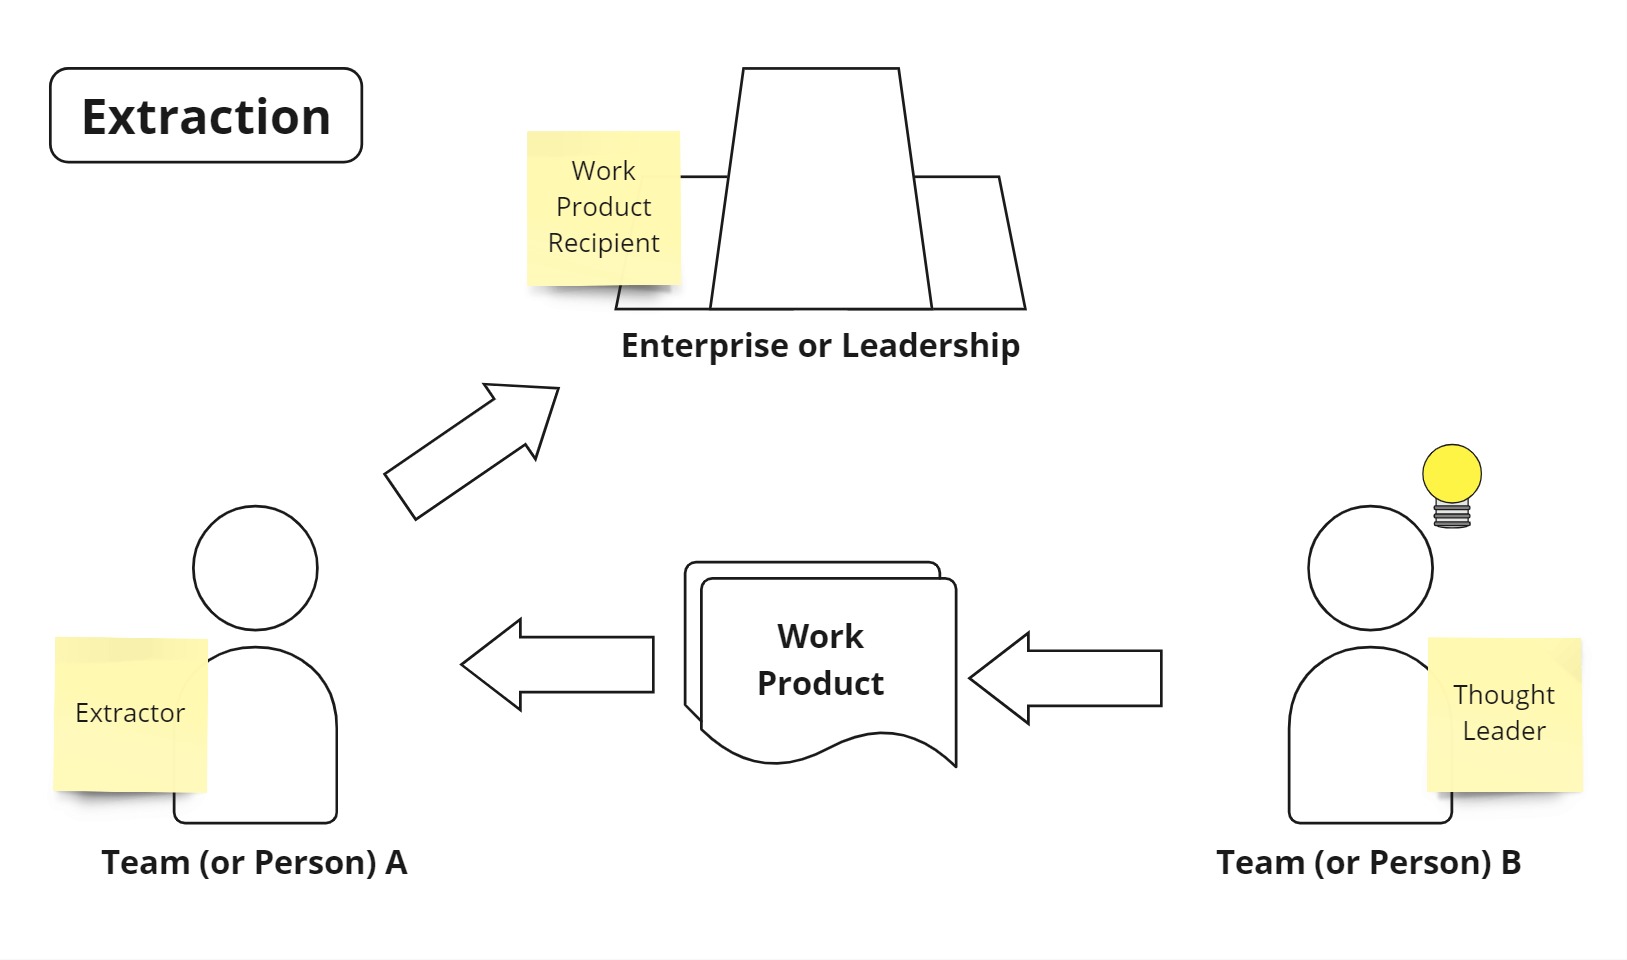 Extraction
Work
Product
Recipient
Enterprise or Leadership
Work
Product
Extractor
Thought
Leader
Team (or Person) A
Team (or Person) B